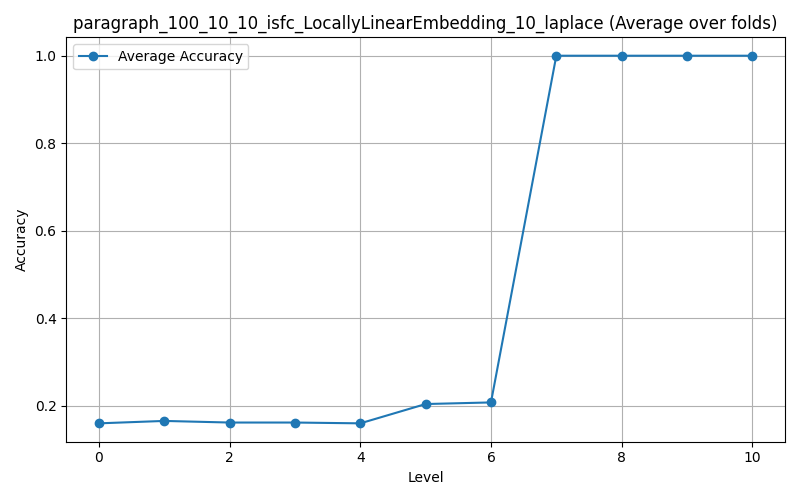 paragraph_100_10_10_isfc_LocallyLinearEmbedding_10_laplace (Average over folds)
Average Accuracy
1.0
0.8
0.6
0.4
0.2
Accuracy
0 2 4 6 8 10
Level